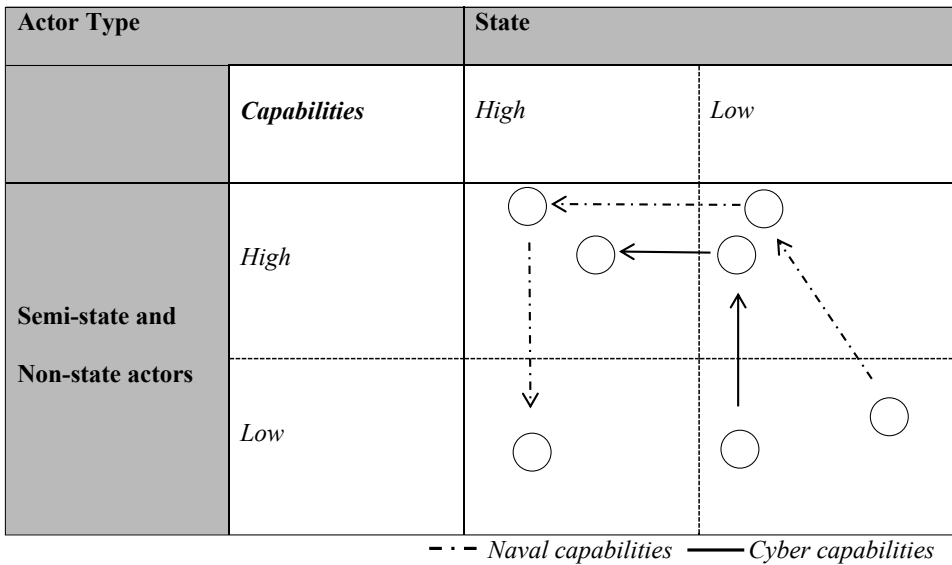 Actor Type State
Capabilities High Low
High
Semi-state and
Non-state actors
Low
Naval capabilities Cyber capabilities